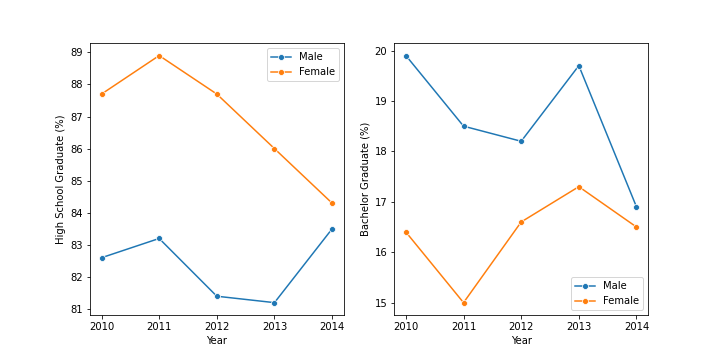 High School Graduate (%)
89
88
87
86
85
84
83
82
81
2010 2011 2012 2013 2014
Year
Male
Female
Bachelor Graduate (%)
20
19
18
17
16
15
2010 2011 2012 2013 2014
Year
Male
Female